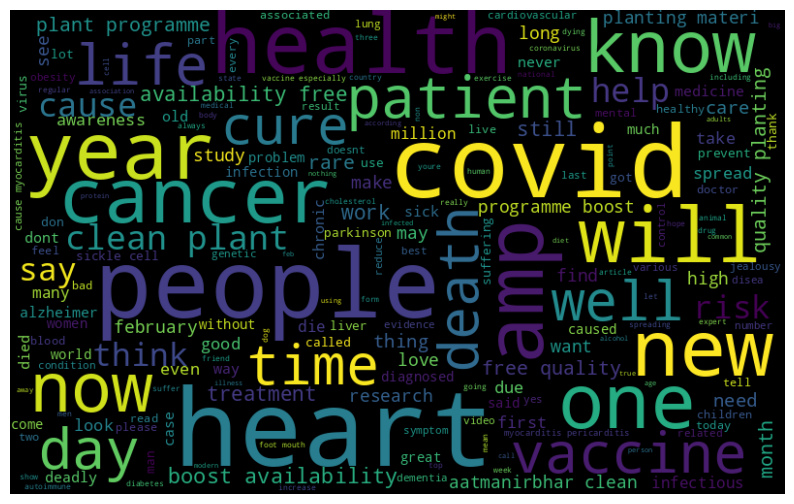 plant programme
associated
lung
cardiovascular
might
dying
long
planting materi
bag
see
lot
part
every
three
coronavirus
never
know
obesity
life
health
regular
association
cell
state
vaccine especially
country
exercise
national
including
virus
cause
availability free
patient
help
medicine
healthy
care
adults
awareness
old
result
medical
body
according
non
mental
quality planting
thank
year
cure
million
live
still
much
take
prevent
always
study
problem
doesnt
youre
human
last
got
doctor
rare
use
covid
point
spread
cause myocarditis
protein
infection
nothing
cancer
make
don
work
sick
really
infected
cholesterol
programme boost
control
hope
animal
drug
common
dont
clean plant
chronic
parkinson
may
death
will
feel
genetic
reduce
best
suffering
diet
jealousy
sickle cell
feb
evidence
find
article
various
disea
say
bad
people
using
form
amp
high
let
risk
many
well
spreading
expert
number
alzheimer
women
february
without
die
liver
dog
thing
caused
alcohol
died
blood
called
good
friend
want
true
new
world
think
time
way
love
free quality
tell
condition
even
diagnosed
away
suffer
illness
going
due
age
now
treatment
research
said
yes
need
come
men
read
video
first
children
two
look
please
case
symptom
mean
call
myocarditis pericarditis
related
today
month
day
man
foot mouth
heart
great
week
one
person
show
deadly
modern
top
vaccine
autoimmune
diabetes
boost availability
increase
dementia
aatmanirbhar clean
infectious